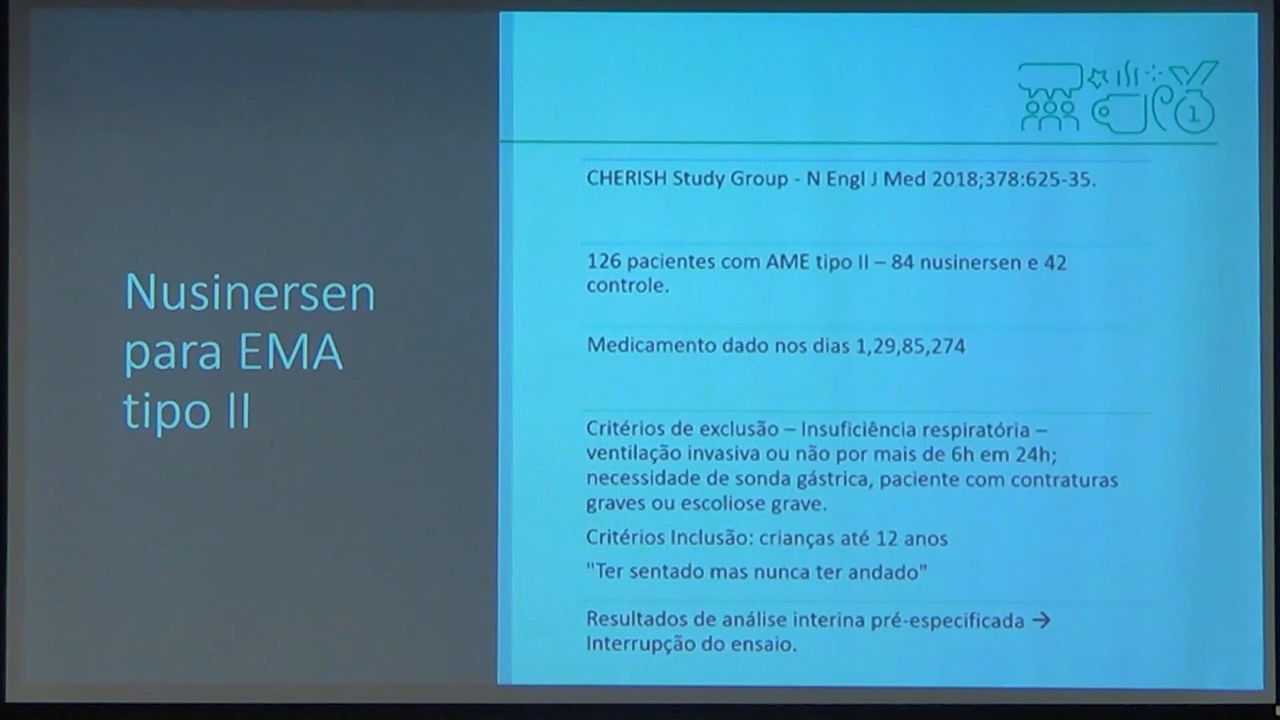 Nusinersen
para EMA
tipo II
1
CHERISH Study Group - N Engl J Med 2018;378:625-35.
126 pacientes com AME tipo II – 84 nusinersen e 42
controle.
Medicamento dado nos dias 1,29,85,274
Critérios de exclusão – Insuficiência respiratória –
ventilação invasiva ou não por mais de 6h em 24h;
necessidade de sonda gástrica, paciente com contraturas
graves ou escoliose grave.
Critérios Inclusão: crianças até 12 anos
"Ter sentado mas nunca ter andado"
Resultados de análise interina pré-especificada →
Interrupção do ensaio.